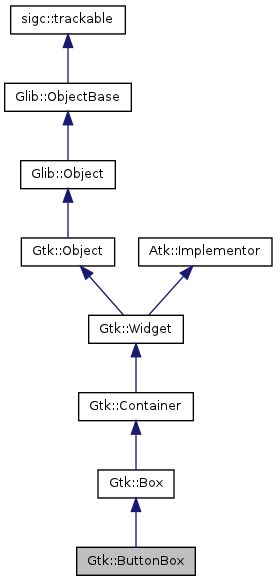 sigc::trackable
Glib::ObjectBase
Glib::Object
Gtk::Object
Atk::Implementor
Gtk::Widget
Gtk::Container
Gtk::Box
Gtk::ButtonBox